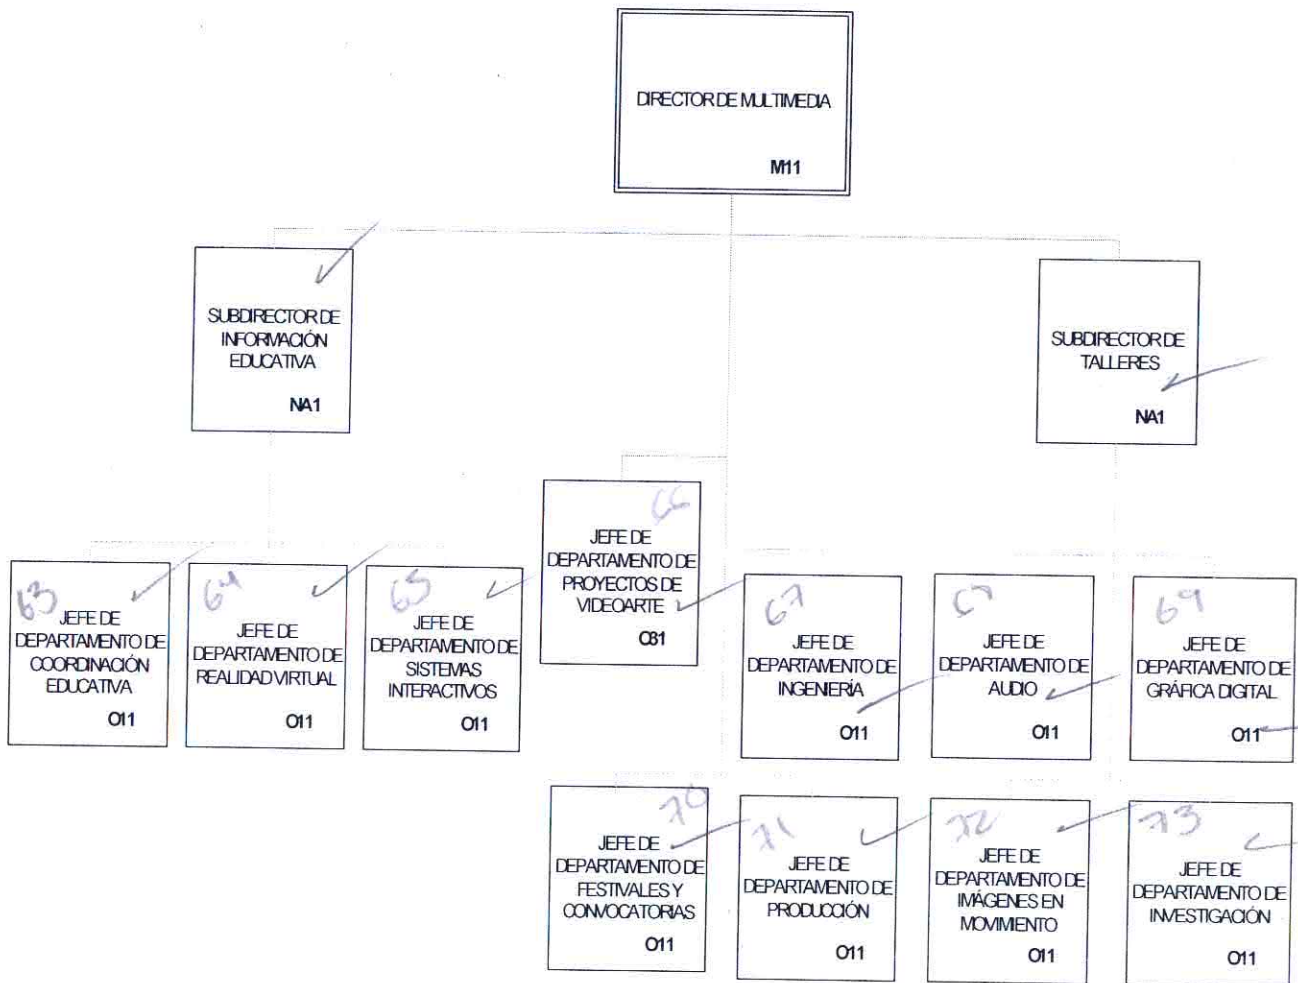 DIRECTOR DE MULTIMEDIA
M11
SUBDIRECTOR DE
INFORMACIÓN
EDUCATIVA
NA1
SUBDIRECTOR DE
TALLERES
NA1
63
JEFE DE
DEPARTAMENTO DE
COORDINACIÓN
EDUCATIVA
O11
64
JEFE DE
DEPARTAMENTO DE
REALIDAD VIRTUAL
O11
65
JEFE DE
DEPARTAMENTO DE
SISTEMAS
INTERACTIVOS
O11
66
JEFE DE
DEPARTAMENTO DE
PROYECTOS DE
VIDEOARTE
O31
67
JEFE DE
DEPARTAMENTO DE
INGENIERÍA
O11
JEFE DE
DEPARTAMENTO DE
AUDIO
O11
69
JEFE DE
DEPARTAMENTO DE
GRÁFICA DIGITAL
O11
70
JEFE DE
DEPARTAMENTO DE
FESTIVALES Y
CONVOCATORIAS
O11
71
JEFE DE
DEPARTAMENTO DE
PRODUCCIÓN
O11
72
JEFE DE
DEPARTAMENTO DE
IMÁGENES EN
MOVIMIENTO
O11
73
JEFE DE
DEPARTAMENTO DE
INVESTIGACIÓN
O11